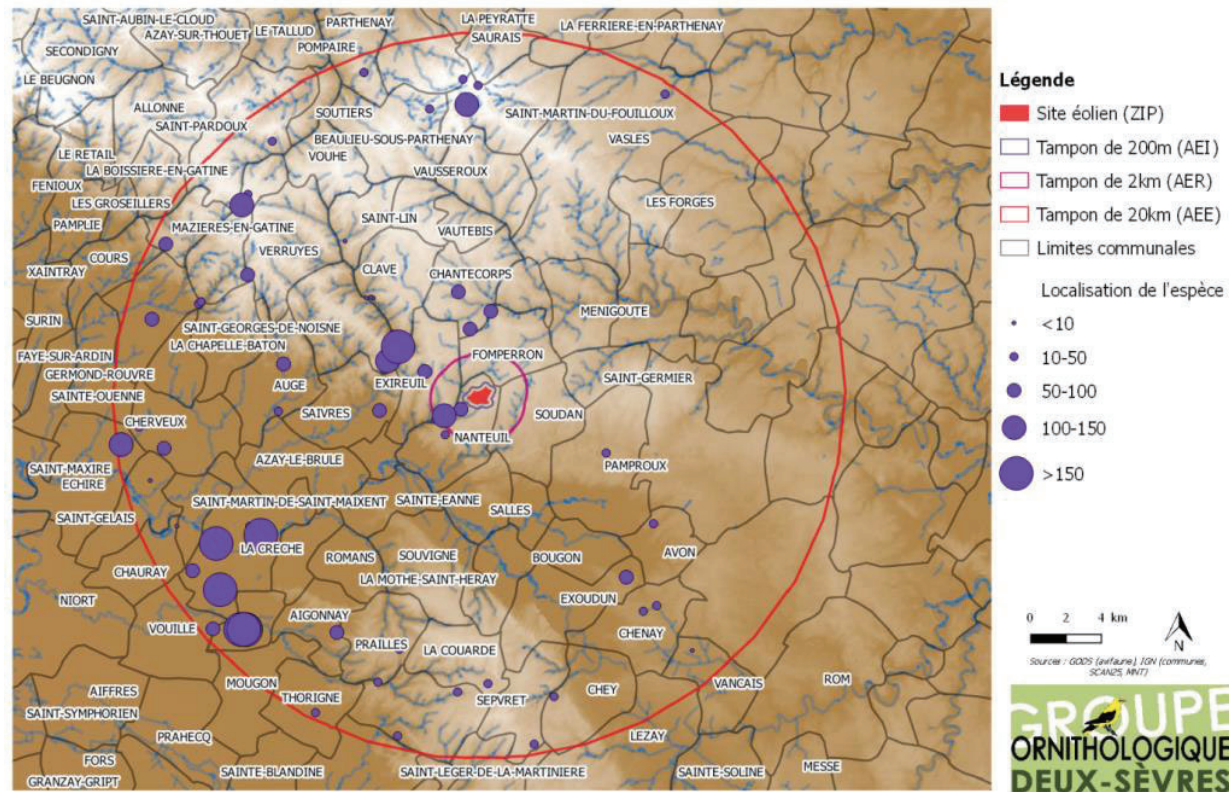 SAINT-AUBIN-LE-CLOUD
AZAY-SUR-THOUET
LE TALLUD
PARTHENAY
LA PEYRATTE
LA FERRIERE-EN-PARTHENAY
SECONDIGNY
POMPAIRE
SAURAIS
LE BEUGNON
ALLONNE
SOUTIERS
SAINT-MARTIN-DU-FOUILLOUX
SAINT-PARDOUX
BEAULIEU-SOUS-PARTHENAY
VASLES
LE RETAIL
VOUHE
LA BOISSIERE-EN-GATINE
VAUSSEROUX
FENIOUX
LES GROSEILLERS
LES FORGES
PAMPLIE
MAZIERES-EN-GATINE
SAINT-LIN
VAUTEBIS
COURS
VERRUYES
XAINTRAY
CLAVE
CHANTECORPS
SURIN
SAINT-GEORGES-DE-NOISNE
MENIGOUTE
LA CHAPELLE-BATON
FAYE-SUR-ARDIN
FOMPERRON
GERMOND-ROUVRE
AUGE
EXIREUIL
SAINT-GERMIER
SAINTE-OUENNE
SAIVRES
SOUDAN
CHERVEUX
NANTEUIL
AZAY-LE-BRULE
PAMPROUX
SAINT-MAXIRE
ECHIRE
SAINT-MARTIN-DE-SAINT-MAIXENT
SAINTE-EANNE
SALLES
SAINT-GELAIS
LA CRECHE
ROMANS
SOUVIGNE
BOUGON
AVON
CHAURAY
LA MOTHE-SAINT-HERAY
NIORT
EXOUDUN
AIGONNAY
VOUILLE
CHENAY
PRAILLES
LA COUARDE
AIFFRES
MOUGON
THORIGNE
SEPVRET
CHEY
VANCAIS
ROM
SAINT-SYMPHORIEN
PRAHECQ
LEZAY
FORS
SAINTE-BLANDINE
SAINT-LEGER-DE-LA-MARTINIERE
SAINTE-SOLINE
MESSE
GRANZAY-GRIPT
Légende
Site éolien (ZIP)
Tampon de 200m (AEI)
Tampon de 2km (AER)
Tampon de 20km (AEE)
Limites communales
Localisation de l'espèce
<10
10-50
50-100
100-150
>150
0 2 4 km
N
Sources : GODS (avifaune), IGN (communes,
SCAN25, MNT)
GROUPE
ORNITHOLOGIQUE
DEUX-SÈVRES